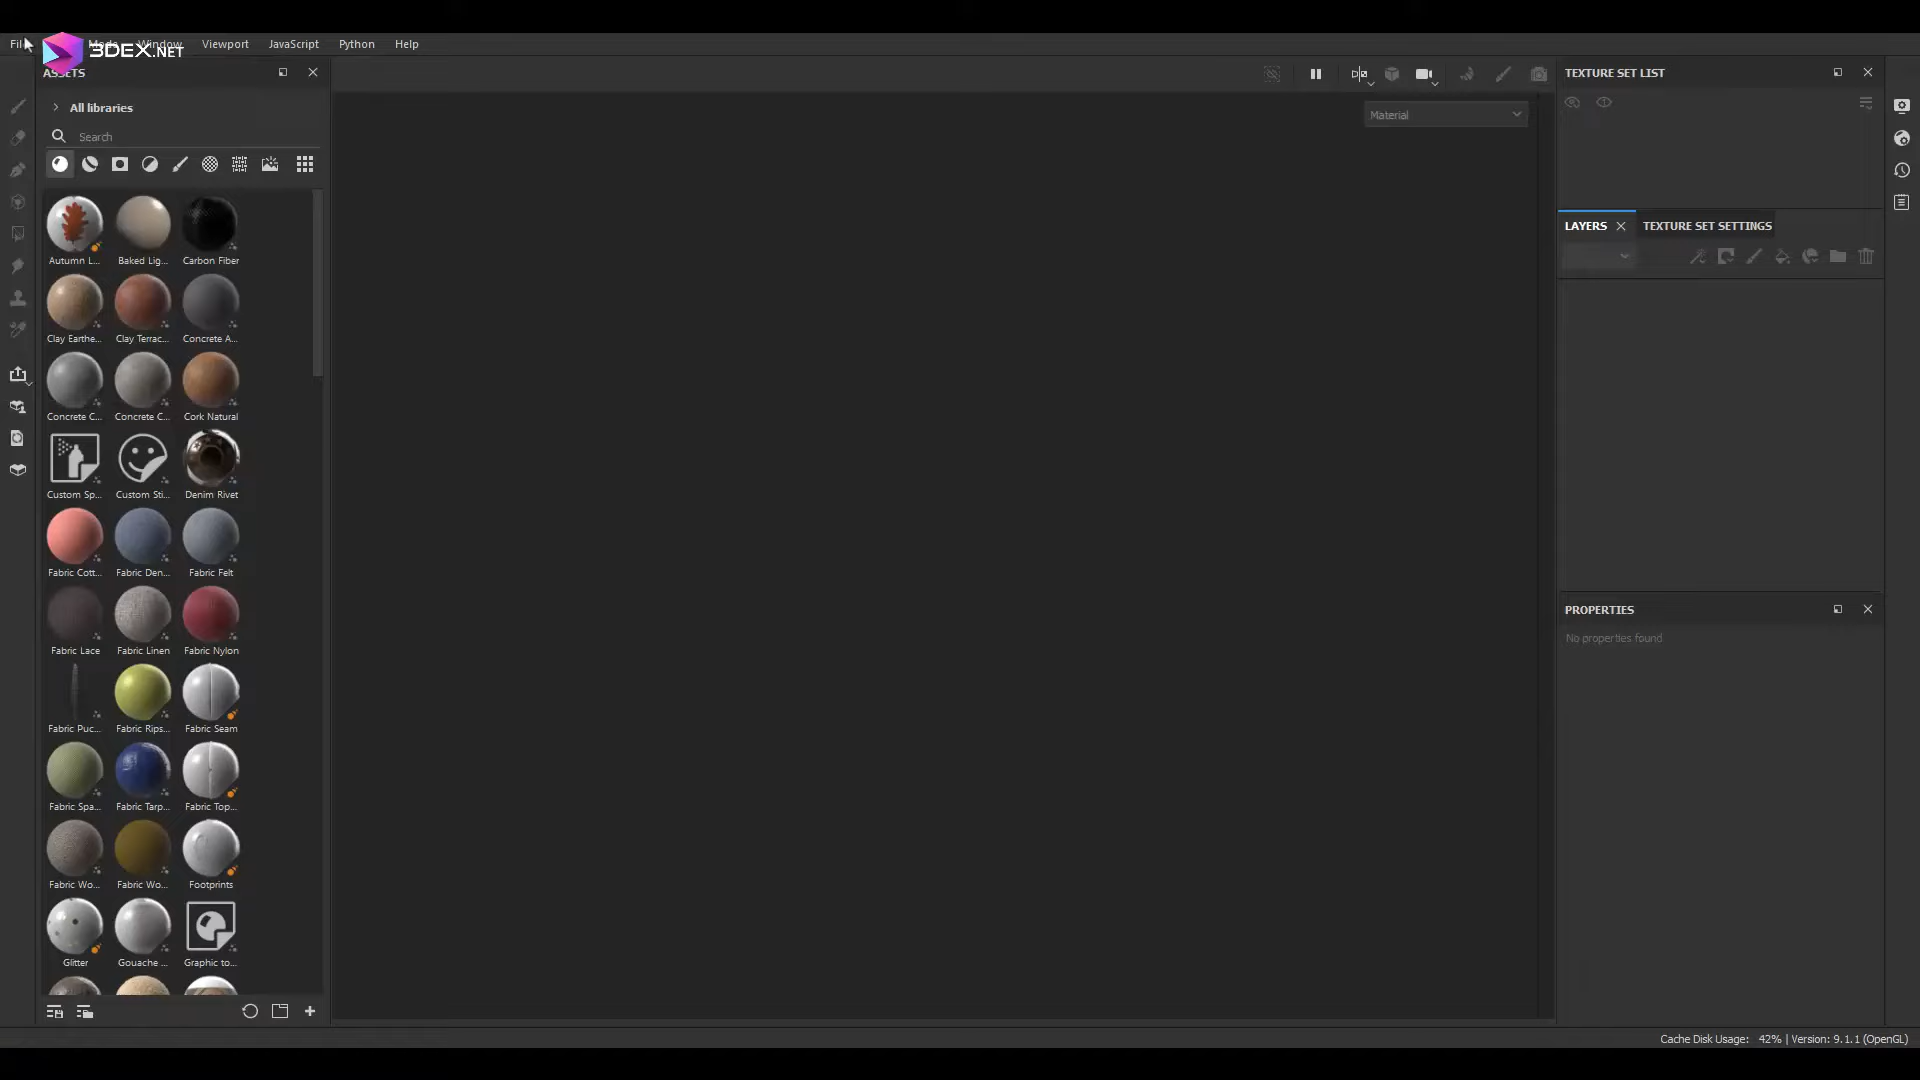 File Mode Window Viewport JavaScript Python Help
3DEX.NET
ASSETS
All libraries
Search
Autumn L... Baked Lig... Carbon Fiber
Clay Earthe... Clay Terrac... Concrete A...
Concrete C... Concrete C... Cork Natural
Custom Sp... Custom Sti... Denim Rivet
Fabric Cott... Fabric Den... Fabric Felt
Fabric Lace Fabric Linen Fabric Nylon
Fabric Puc... Fabric Rips... Fabric Seam
Fabric Spa... Fabric Tarp... Fabric Top...
Fabric Wo... Fabric Wo... Footprints
Glitter Gouache ... Graphic to...
Material
TEXTURE SET LIST
LAYERS TEXTURE SET SETTINGS
PROPERTIES
No properties found
Cache Disk Usage: 42% | Version: 9.1.1 (OpenGL)